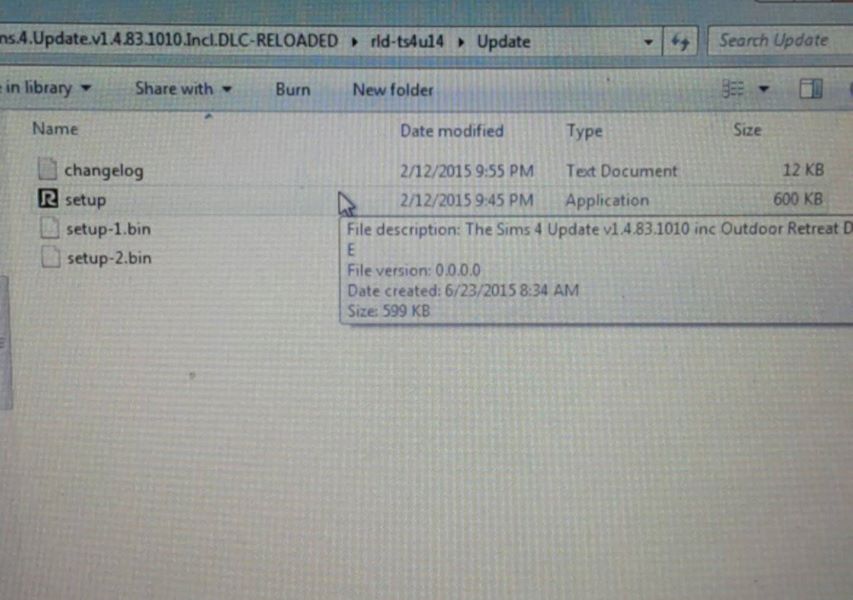 ns.4.Update.v1.4.83.1010.Incl.DLC-RELOADED ▸ rld-ts4u14 ▸ Update
Search Update
in library
Share with
Burn
New folder
Name
Date modified
Type
Size
changelog 2/12/2015 9:55 PM Text Document 12 KB
setup 2/12/2015 9:45 PM Application 600 KB
setup-1.bin
setup-2.bin
File description: The Sims 4 Update v1.4.83.1010 inc Outdoor Retreat D
E
File version: 0.0.0.0
Date created: 6/23/2015 8:34 AM
Size: 599 KB